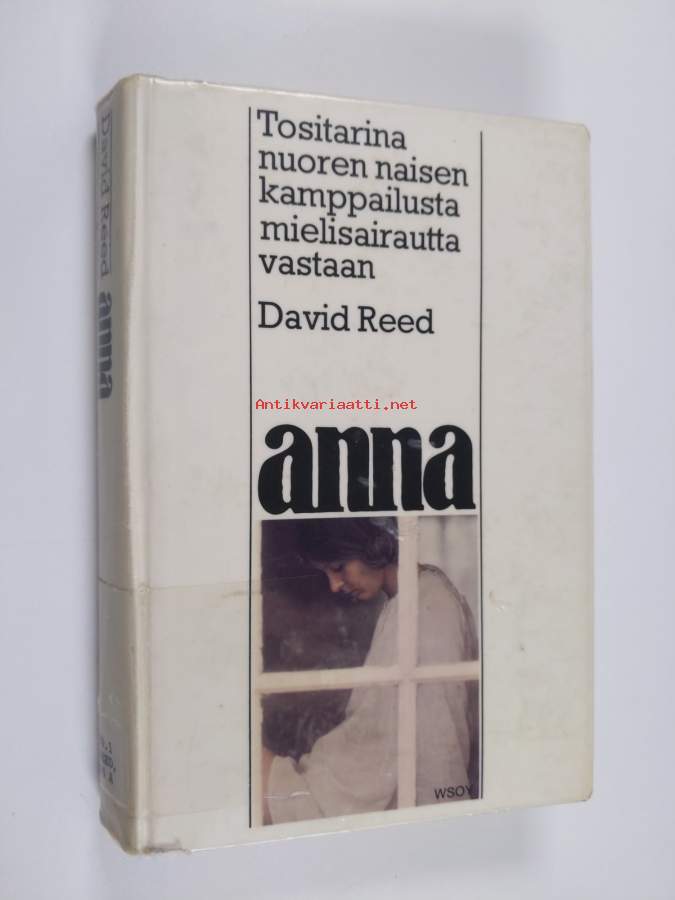 Tositarina
nuoren naisen
kamppailusta
mielisairautta
vastaan
David Reed
Antikvariaatti.net
anna
WSOY
David Reed anna